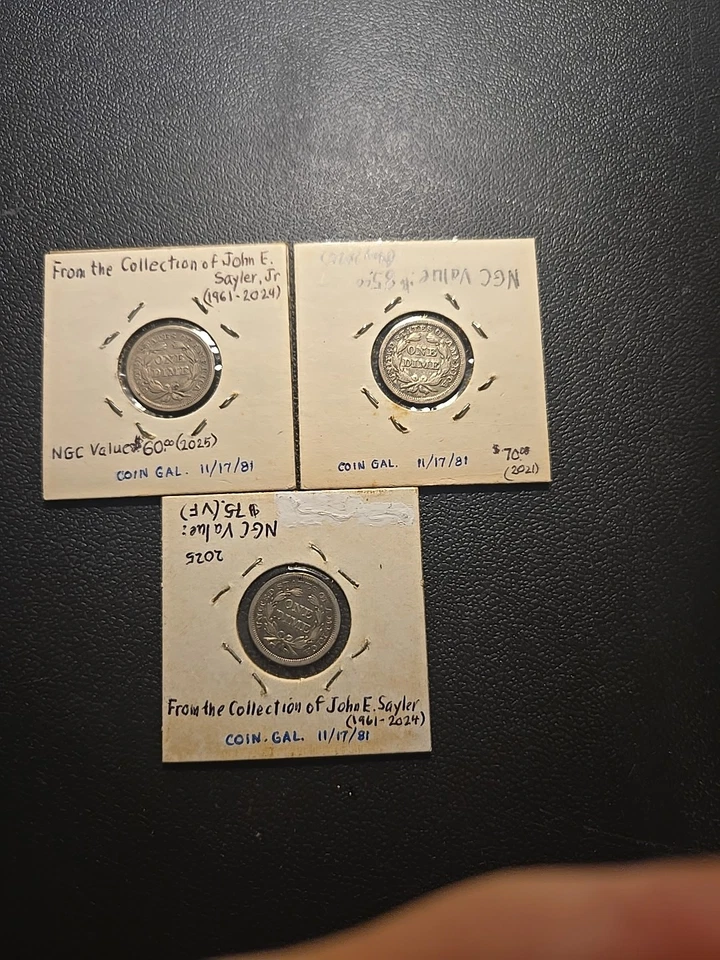 From the Collection of John E.
Sayler, Jr
(1961-2024)
ONE
DIME
NGC Value $60.00 (2025)
COIN GAL. 11/17/81
NGC Value: $85.00
ONE
DIME
COIN GAL. 11/17/81
$70.00
(2021)
2025
NGC Value:
$75. (VF)
ONE
DIME
From the Collection of John E. Sayler
(1961-2024)
COIN. GAL. 11/17/81